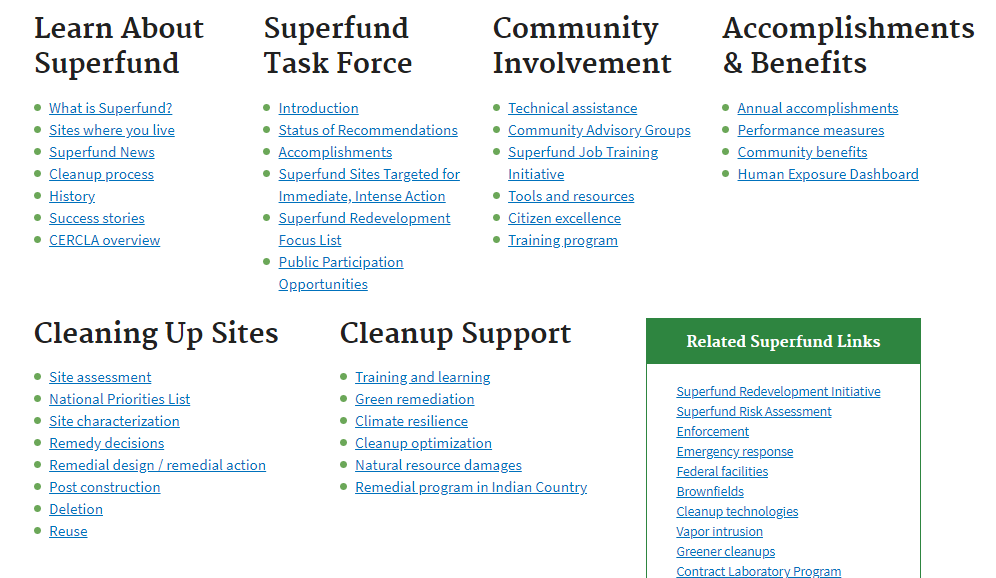 Learn About
Superfund
What is Superfund?
Sites where you live
Superfund News
Cleanup process
History
Success stories
CERCLA overview
Superfund
Task Force
Introduction
Status of Recommendations
Accomplishments
Superfund Sites Targeted for
Immediate, Intense Action
Superfund Redevelopment
Focus List
Public Participation
Opportunities
Community
Involvement
Technical assistance
Community Advisory Groups
Superfund Job Training
Initiative
Tools and resources
Citizen excellence
Training program
Accomplishments
& Benefits
Annual accomplishments
Performance measures
Community benefits
Human Exposure Dashboard
Cleaning Up Sites
Site assessment
National Priorities List
Site characterization
Remedy decisions
Remedial design / remedial action
Post construction
Deletion
Reuse
Cleanup Support
Training and learning
Green remediation
Climate resilience
Cleanup optimization
Natural resource damages
Remedial program in Indian Country
Related Superfund Links
Superfund Redevelopment Initiative
Superfund Risk Assessment
Enforcement
Emergency response
Federal facilities
Brownfields
Cleanup technologies
Vapor intrusion
Greener cleanups
Contract Laboratory Program